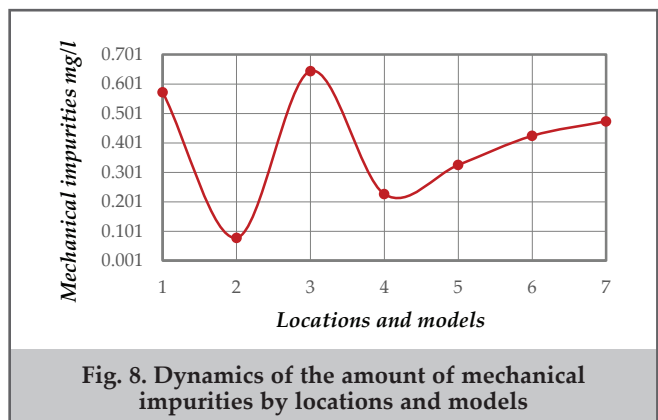 Mechanical impurities mg/l
0.701
0.601
0.501
0.401
0.301
0.201
0.101
0.001
1 2 3 4 5 6 7
Locations and models
Fig. 8. Dynamics of the amount of mechanical
impurities by locations and models